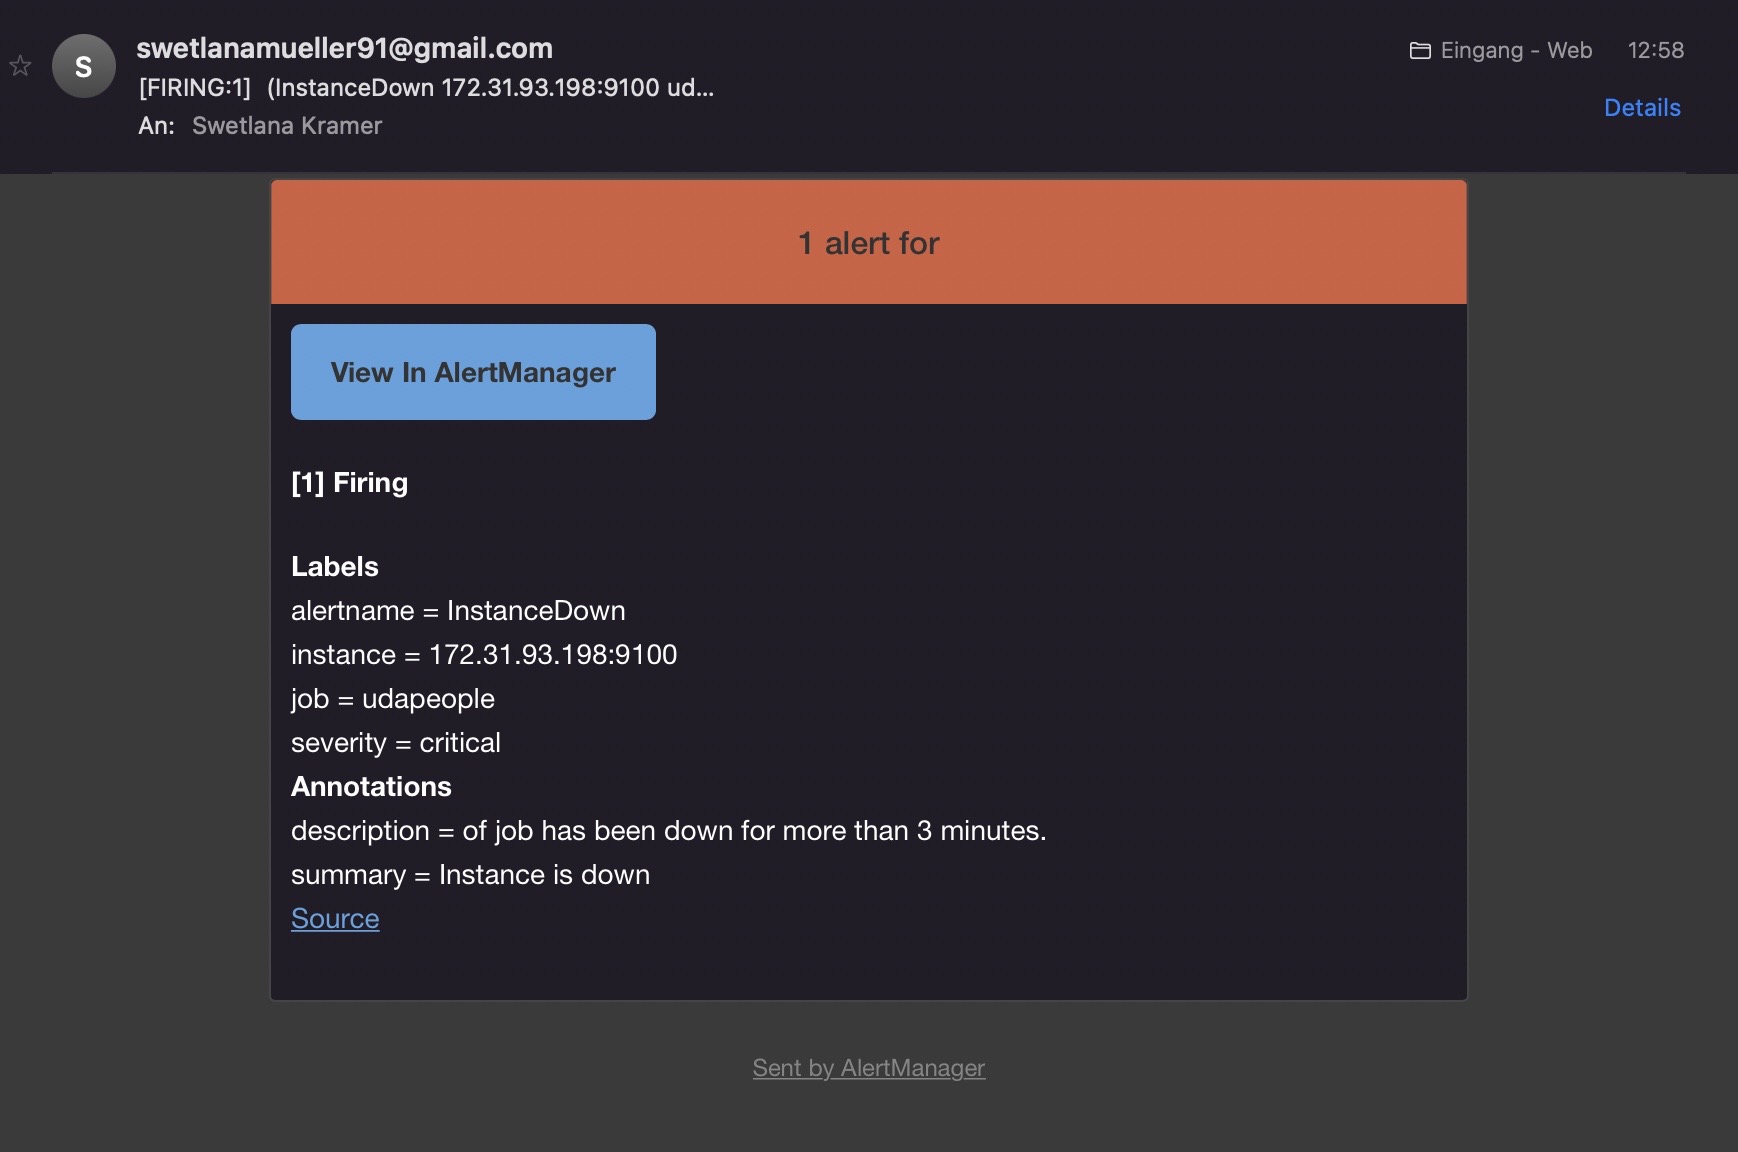 S
swetlanamueller91@gmail.com
Eingang - Web 12:58
[FIRING:1] (InstanceDown 172.31.93.198:9100 ud...
Details
An: Swetlana Kramer
1 alert for
View In AlertManager
[1] Firing
Labels
alertname = InstanceDown
instance = 172.31.93.198:9100
job = udapeople
severity = critical
Annotations
description = of job has been down for more than 3 minutes.
summary = Instance is down
Source
Sent by AlertManager